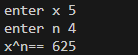 enter x 5
enter n 4
x^n== 625